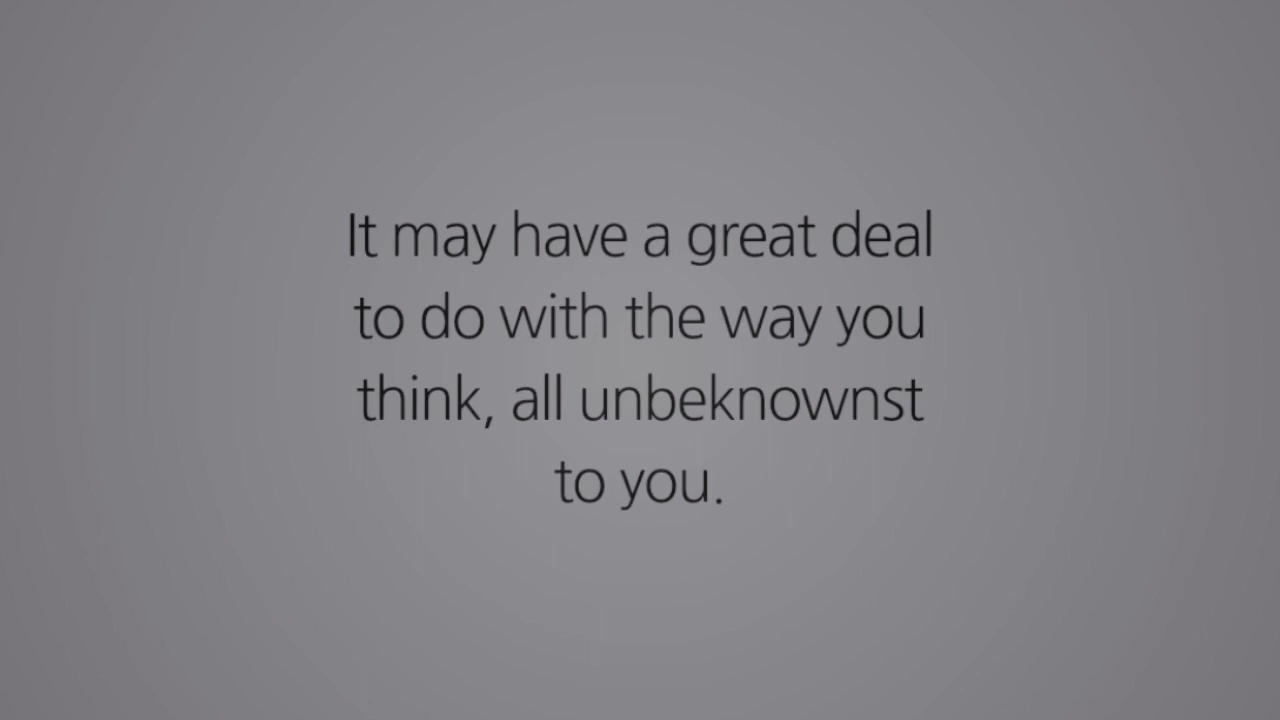 It may have a great deal
to do with the way you
think, all unbeknownst
to you.